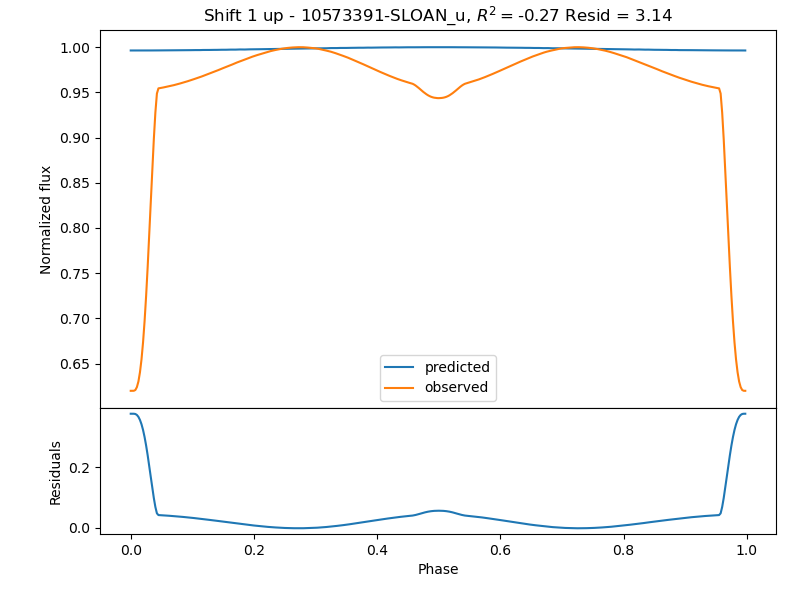 Shift 1 up - 10573391-SLOAN_u, $R^2 =$ -0.27 Resid = 3.14
1.00
0.95
0.90
0.85
0.80
0.75
0.70
0.65
Normalized flux
predicted
observed
0.2
0.0
Residuals
0.0 0.2 0.4 0.6 0.8 1.0
Phase